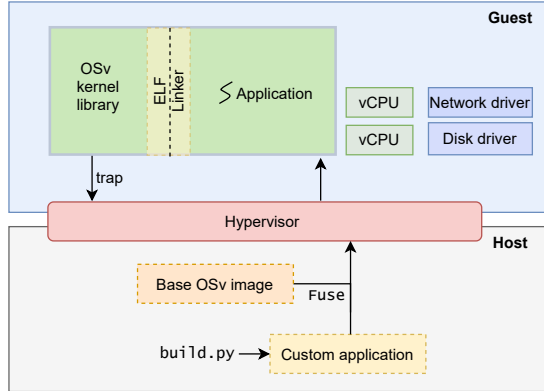 Guest
OSv
kernel
library
ELF
Linker
Application
vCPU
Network driver
vCPU
Disk driver
trap
Hypervisor
Host
Base OSv image
Fuse
build.py
Custom application